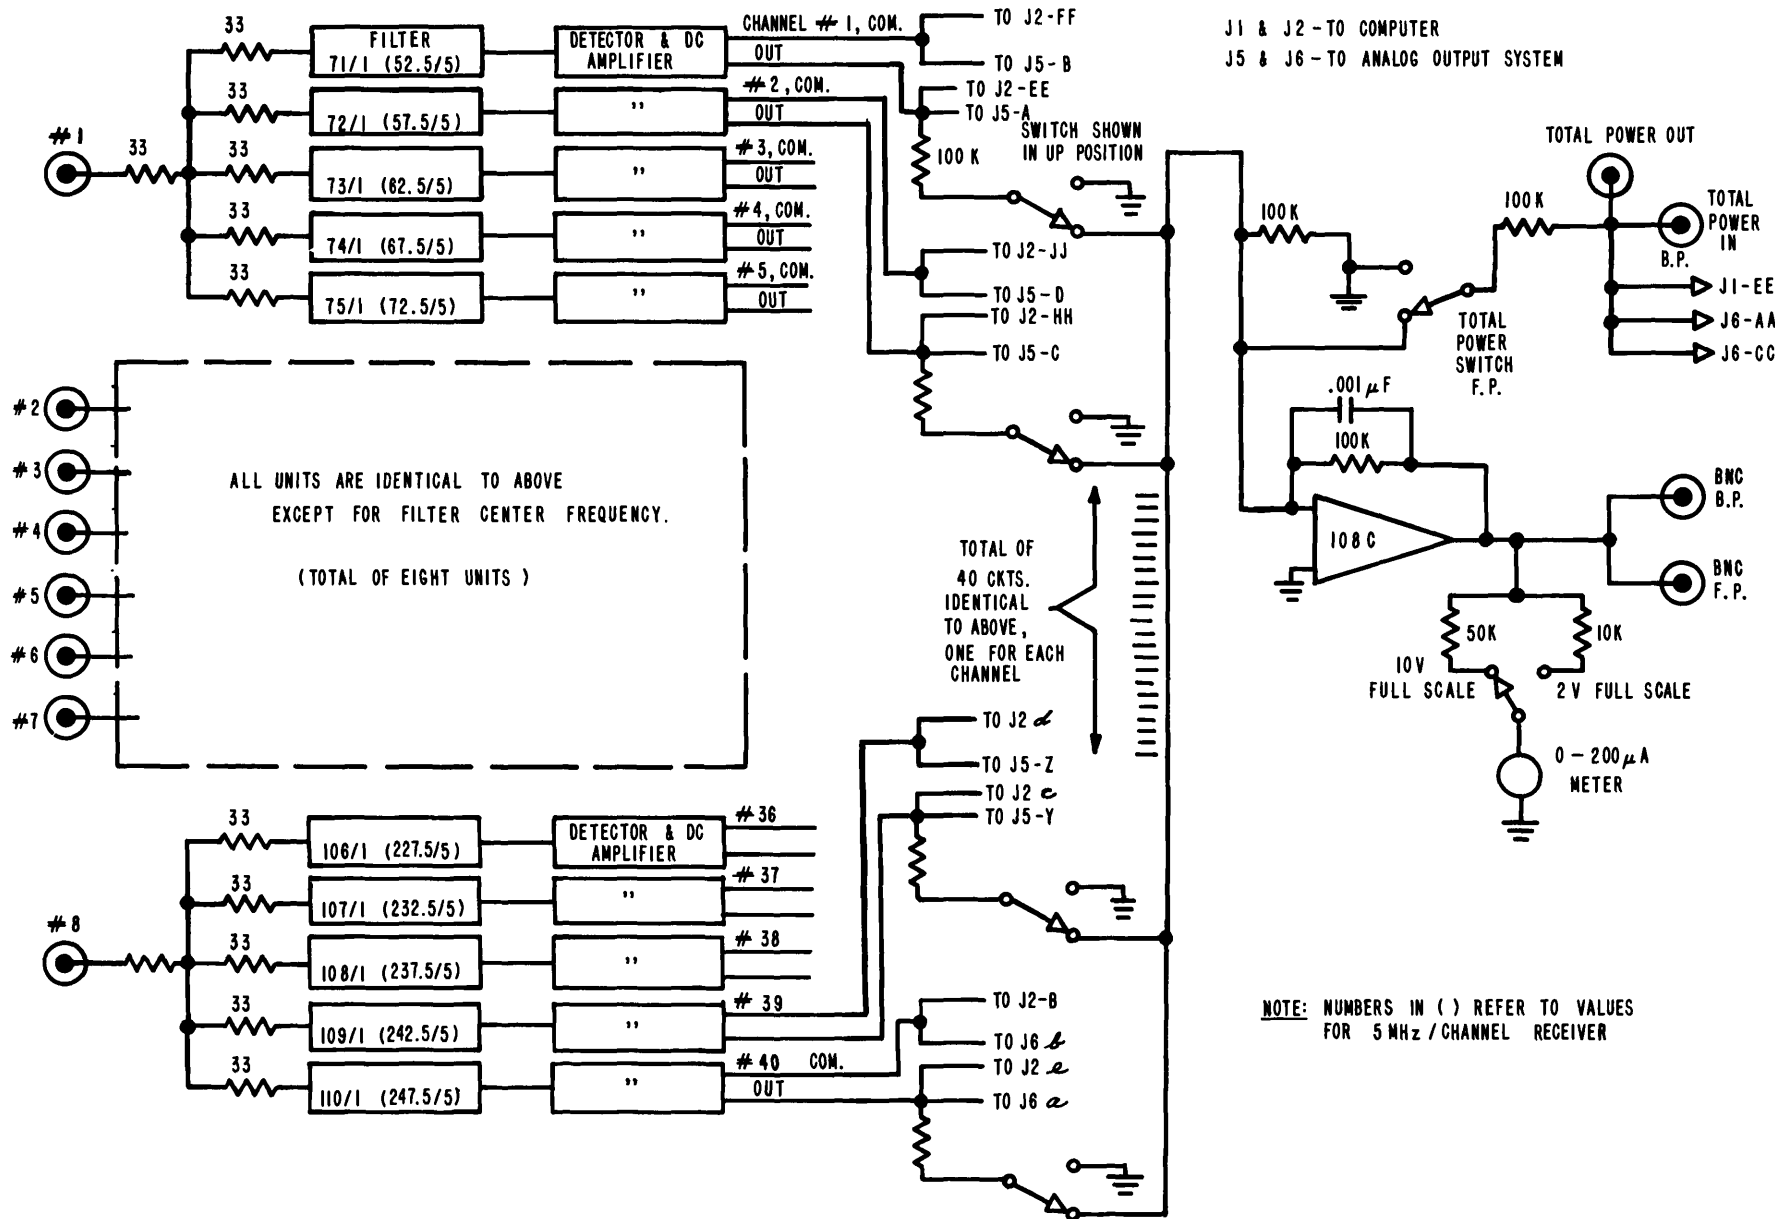 33
FILTER
71/1 (52.5/5)
DETECTOR & DC
AMPLIFIER
CHANNEL # 1, COM.
OUT
TO J2-FF
TO J5-B
J1 & J2 - TO COMPUTER
J5 & J6 - TO ANALOG OUTPUT SYSTEM
33
72/1 (57.5/5)
"
#2, COM.
OUT
TO J2-EE
TO J5-A
100 K
SWITCH SHOWN
IN UP POSITION
#1
33
33
73/1 (62.5/5)
"
#3, COM.
OUT
33
74/1 (67.5/5)
"
#4, COM.
OUT
33
75/1 (72.5/5)
"
#5, COM.
OUT
TO J2-JJ
TO J5-D
TO J2-HH
TO J5-C
100K
100K
TOTAL POWER OUT
TOTAL
POWER
IN
B.P.
J1-EE
J6-AA
J6-CC
TOTAL
POWER
SWITCH
F.P.
.001 µF
100K
108C
BNC
B.P.
BNC
F.P.
50K
10K
10V
FULL SCALE
2V FULL SCALE
0-200 µA
METER
#2
#3
#4
#5
#6
#7
ALL UNITS ARE IDENTICAL TO ABOVE
EXCEPT FOR FILTER CENTER FREQUENCY.
(TOTAL OF EIGHT UNITS)
TOTAL OF
40 CKTS.
IDENTICAL
TO ABOVE,
ONE FOR EACH
CHANNEL
TO J2 d
TO J5-Z
TO J2 c
TO J5-Y
33
106/1 (227.5/5)
DETECTOR & DC
AMPLIFIER
#36
33
107/1 (232.5/5)
"
#37
#8
33
108/1 (237.5/5)
"
#38
33
109/1 (242.5/5)
"
#39
33
110/1 (247.5/5)
"
#40 COM.
OUT
TO J2-B
TO J6 b
TO J2 e
TO J6 a
NOTE: NUMBERS IN ( ) REFER TO VALUES
FOR 5 MHz / CHANNEL RECEIVER